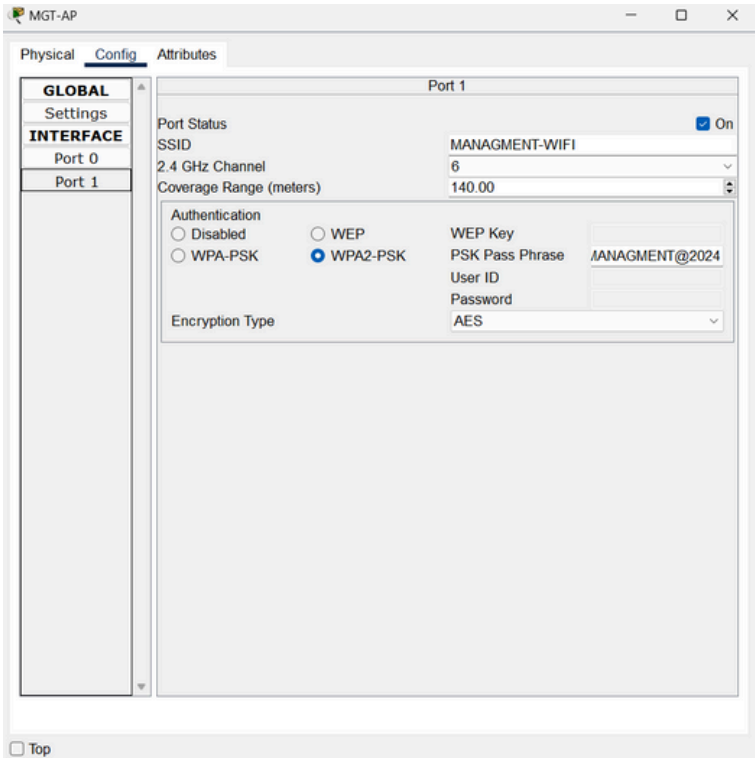 MGT-AP
Physical Config Attributes
GLOBAL
Settings
INTERFACE
Port 0
Port 1
Port 1
Port Status On
SSID MANAGMENT-WIFI
2.4 GHz Channel 6
Coverage Range (meters) 140.00
Authentication
Disabled WEP WEP Key
WPA-PSK WPA2-PSK PSK Pass Phrase MANAGMENT@2024
User ID
Password
Encryption Type AES
Top